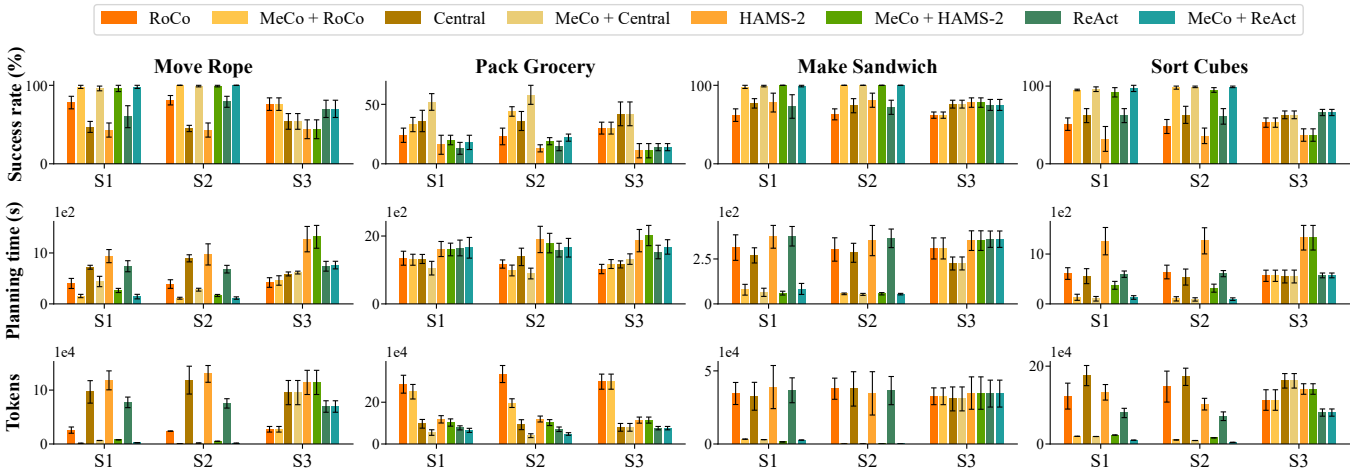 RoCo MeCo + RoCo Central MeCo + Central HAMS-2 MeCo + HAMS-2 ReAct MeCo + ReAct
Move Rope Pack Grocery Make Sandwich Sort Cubes
Success rate (%)
100 50 100 100
0 0 0 0
S1 S2 S3 S1 S2 S3 S1 S2 S3 S1 S2 S3
Planning time (s)
1e2 1e2 1e2 1e2
10 20 2.5 10
0 0 0 0
S1 S2 S3 S1 S2 S3 S1 S2 S3 S1 S2 S3
Tokens
1e4 1e4 1e4 1e4
10 20 5 20
0 0 0 0
S1 S2 S3 S1 S2 S3 S1 S2 S3 S1 S2 S3